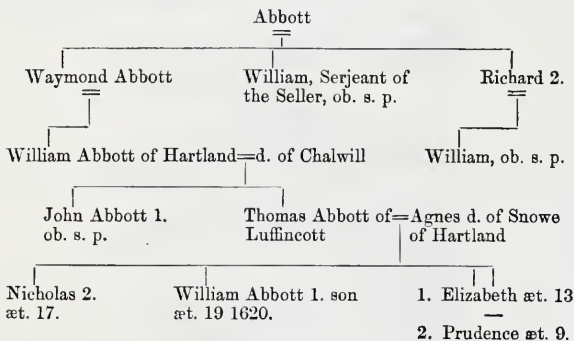 Abbott
=
Waymond Abbott
=
William, Serjeant of
the Seller, ob. s. p.
Richard 2.
=
William Abbott of Hartland=d. of Chalwill
William, ob. s. p.
John Abbott 1.
ob. s. p.
Thomas Abbott of=Agnes d. of Snowe
Luffincott
of Hartland
Nicholas 2.
æt. 17.
William Abbott 1. son
æt. 19 1620.
1. Elizabeth æt. 13
—
2. Prudence æt. 9.